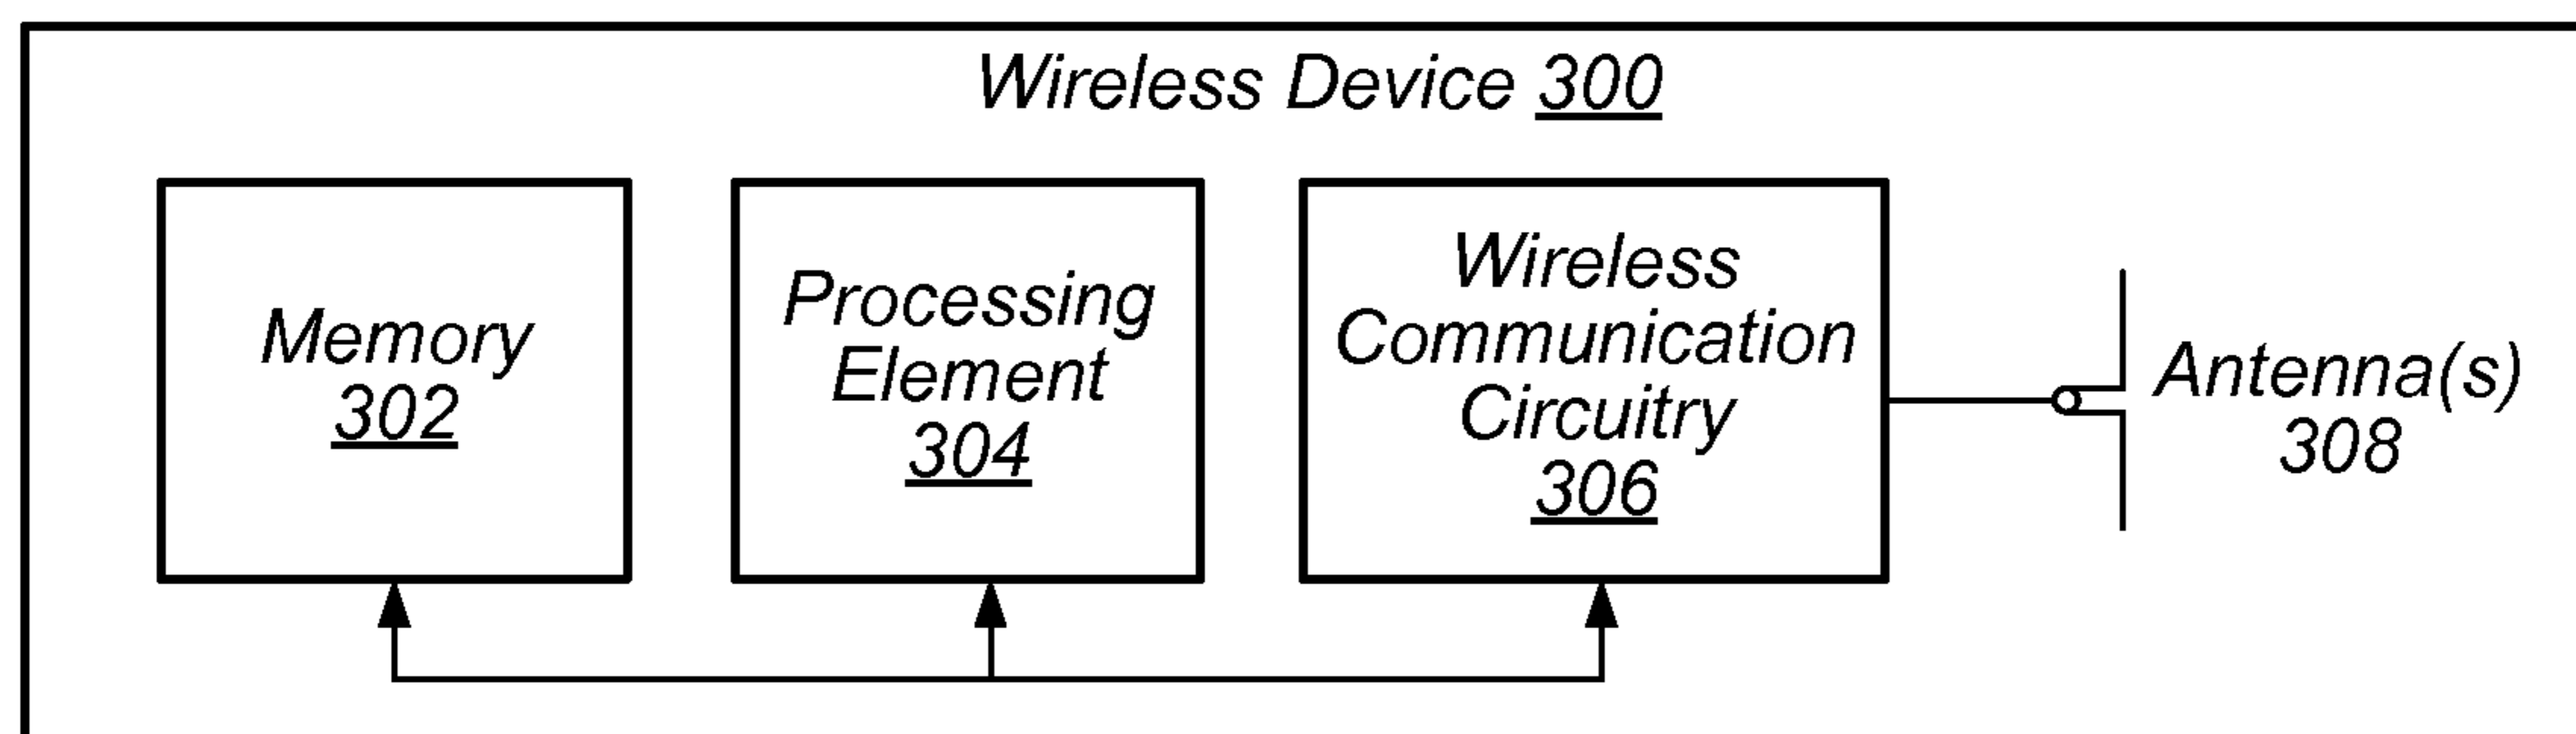 Wireless Device 300
Memory
302
Processing
Element
304
Wireless
Communication
Circuitry
306
Antenna(s)
308